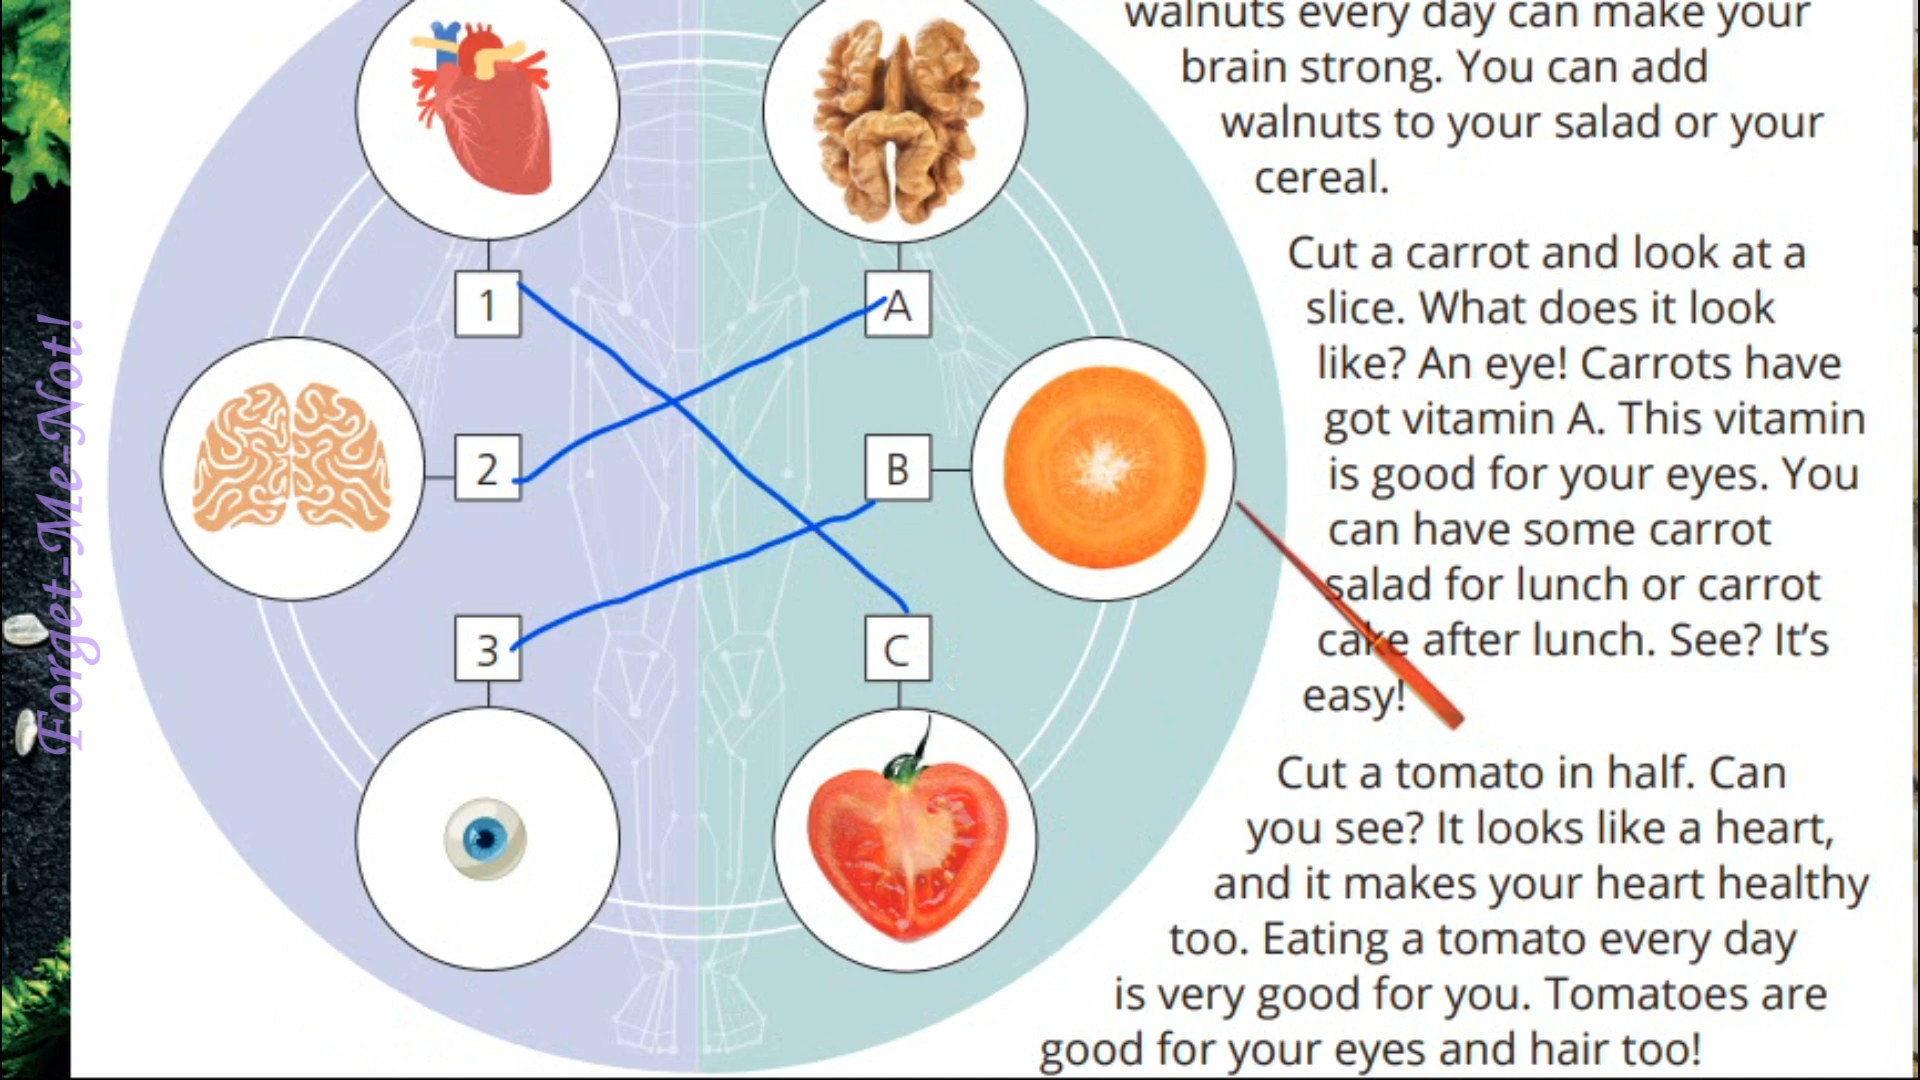 walnuts every day can make your
brain strong. You can add
walnuts to your salad or your
cereal.
Cut a carrot and look at a
slice. What does it look
like? An eye! Carrots have
got vitamin A. This vitamin
is good for your eyes. You
can have some carrot
salad for lunch or carrot
cake after lunch. See? It’s
easy!
Cut a tomato in half. Can
you see? It looks like a heart,
and it makes your heart healthy
too. Eating a tomato every day
is very good for you. Tomatoes are
good for your eyes and hair too!
1
A
2
B
3
C
Forget-Me-Not!